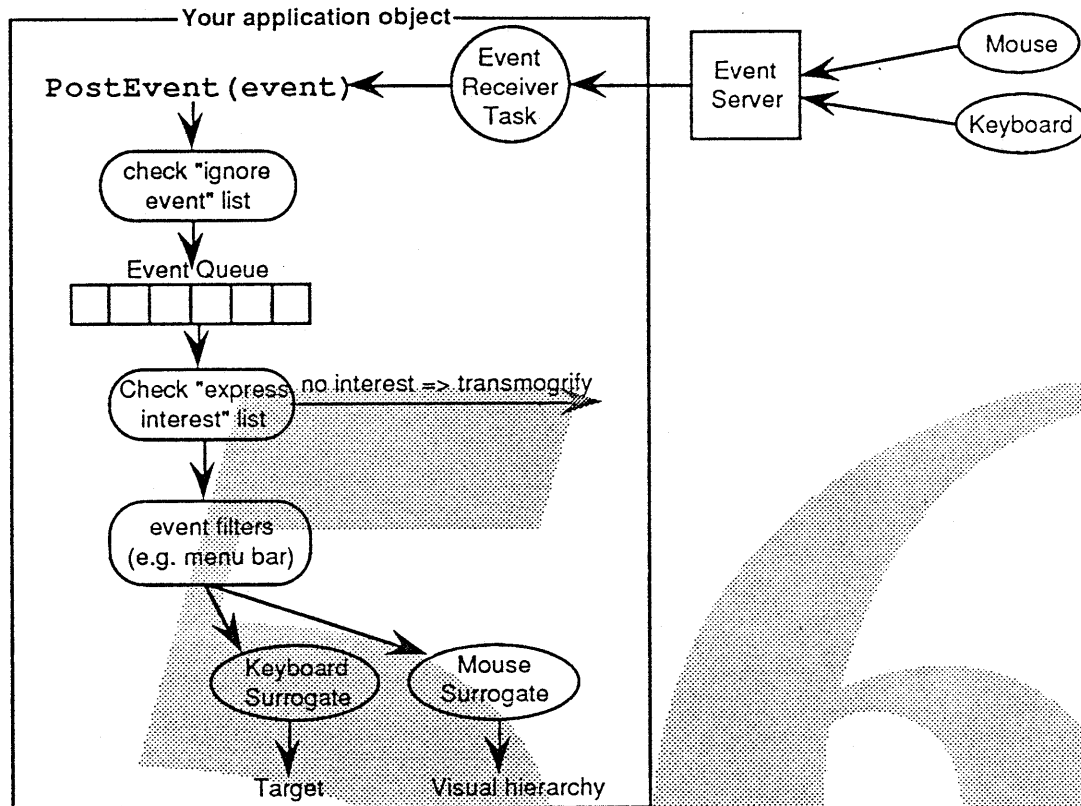 Your application object
Mouse
Event
Receiver
Task
Event
Server
PostEvent(event)
Keyboard
check "ignore
event" list
Event Queue
Check "express
interest" list
no interest => transmogrify
event filters
(e.g. menu bar)
Keyboard
Surrogate
Mouse
Surrogate
Target
Visual hierarchy